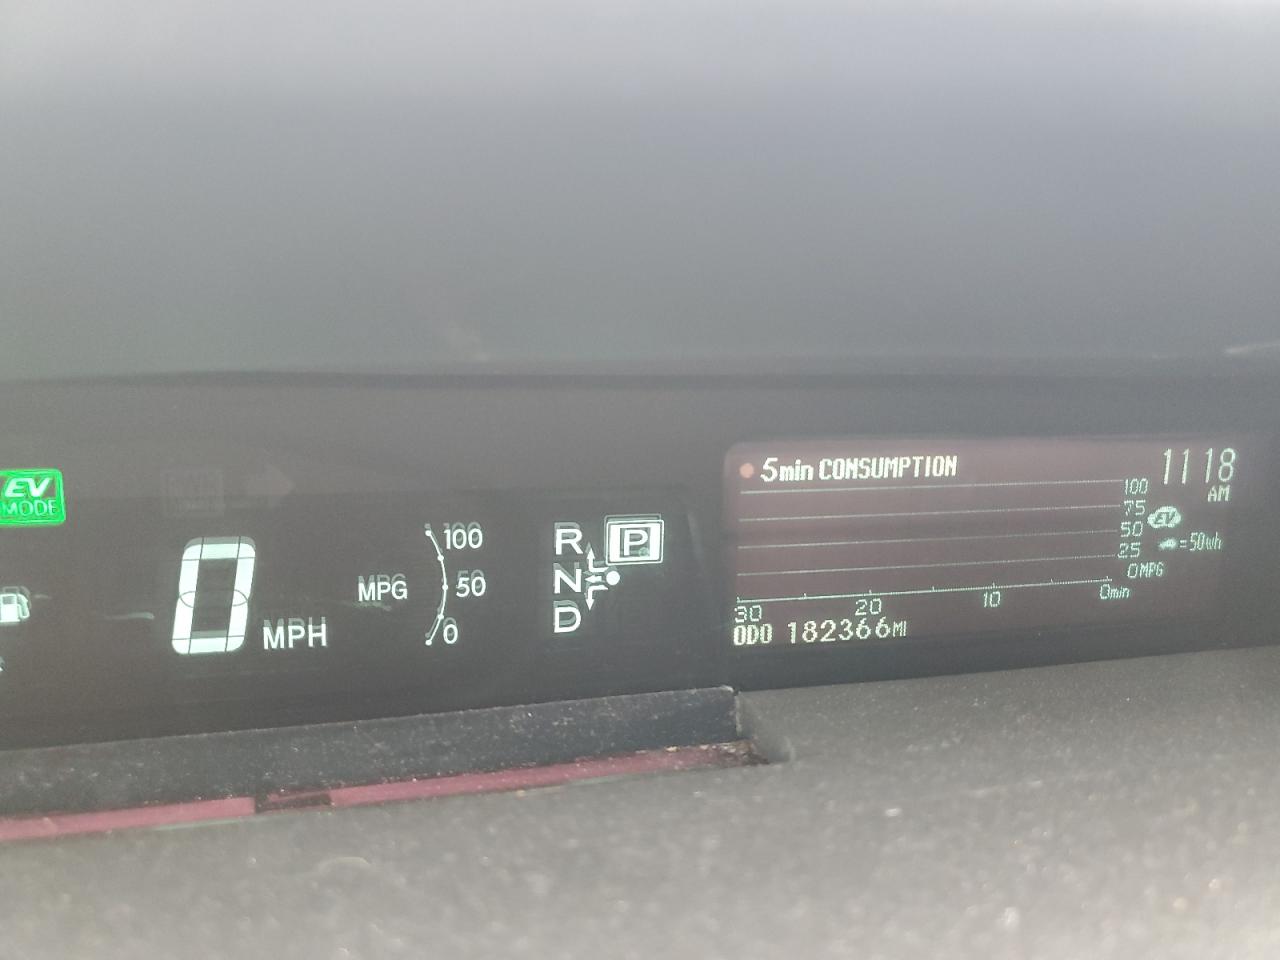 EV
MODE
0
MPH
MPG
100
50
0
R
N
D
P
5min CONSUMPTION
11 18
AM
100
75
50
25
0MPG
EV
=50Wh
30
20
10
0min
ODO 182366MI